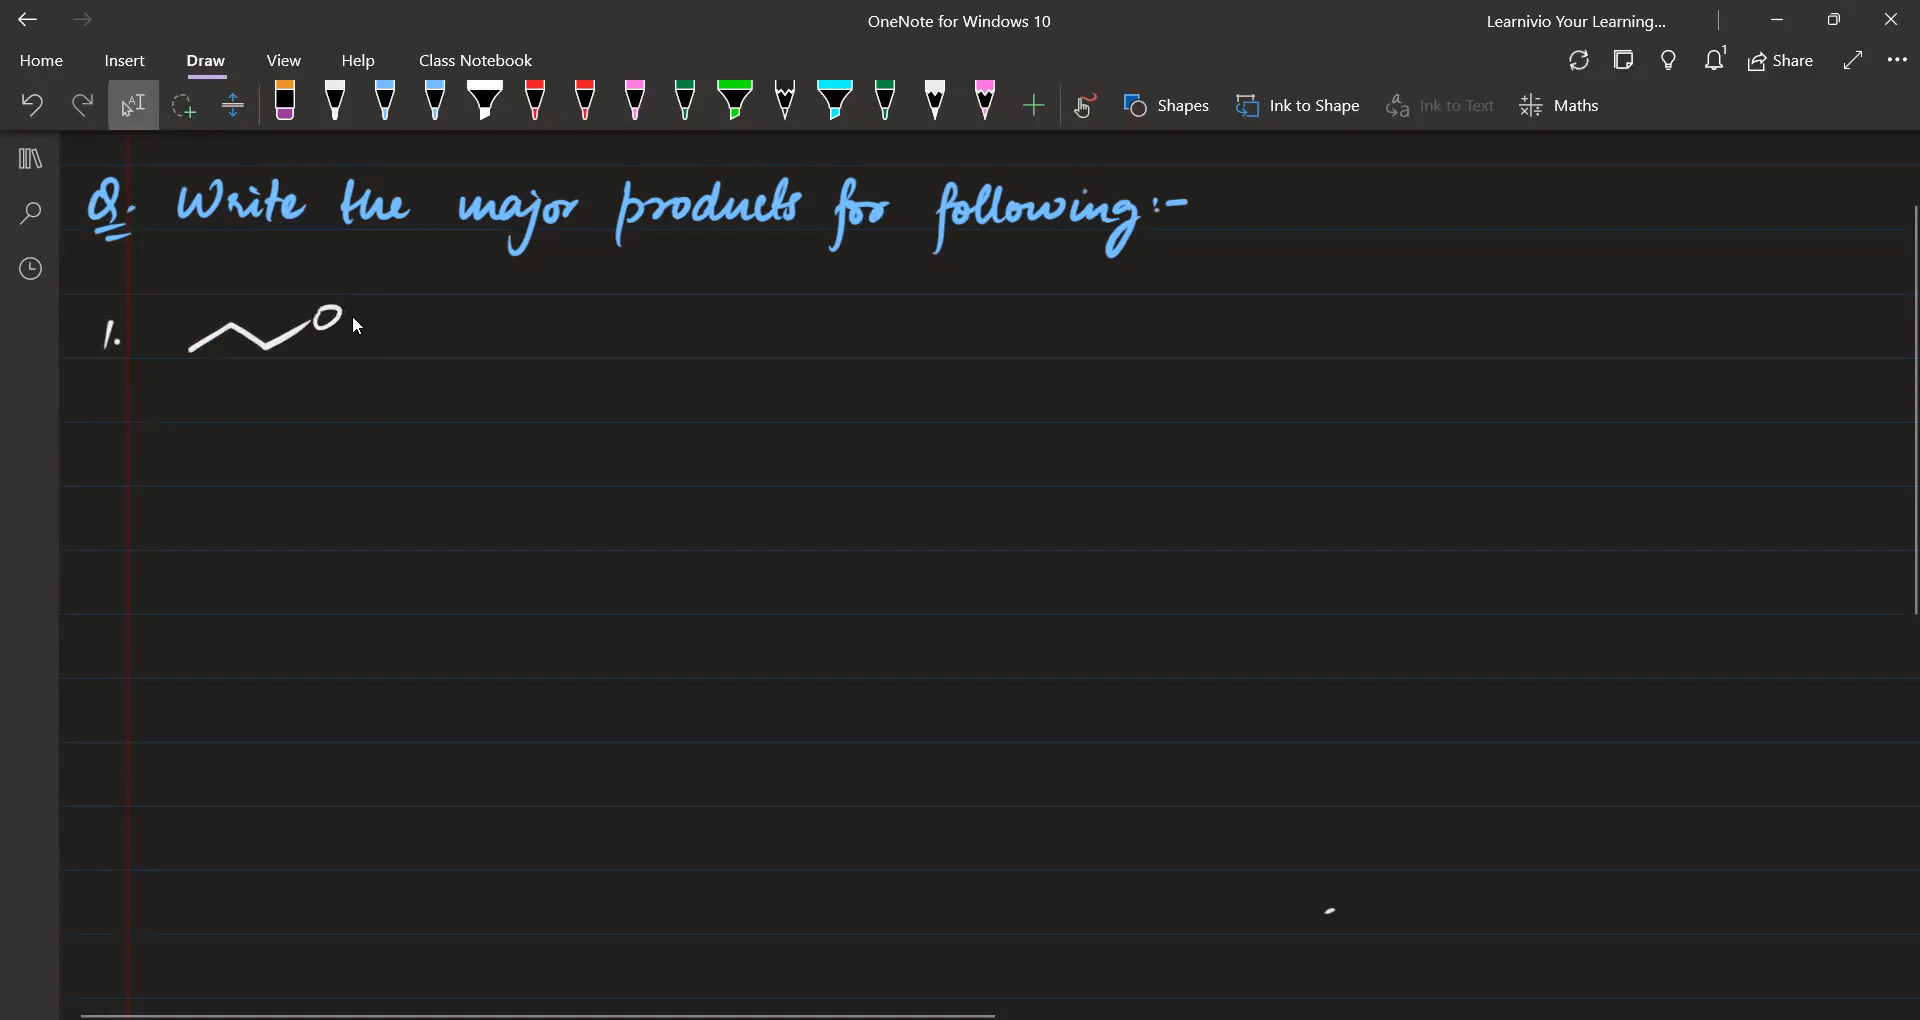 OneNote for Windows 10
Learnivio Your Learning...
Home Insert Draw View Help Class Notebook
1 Share
Shapes Ink to Shape Ink to Text Maths
Q. Write the major products for following :-
1. O